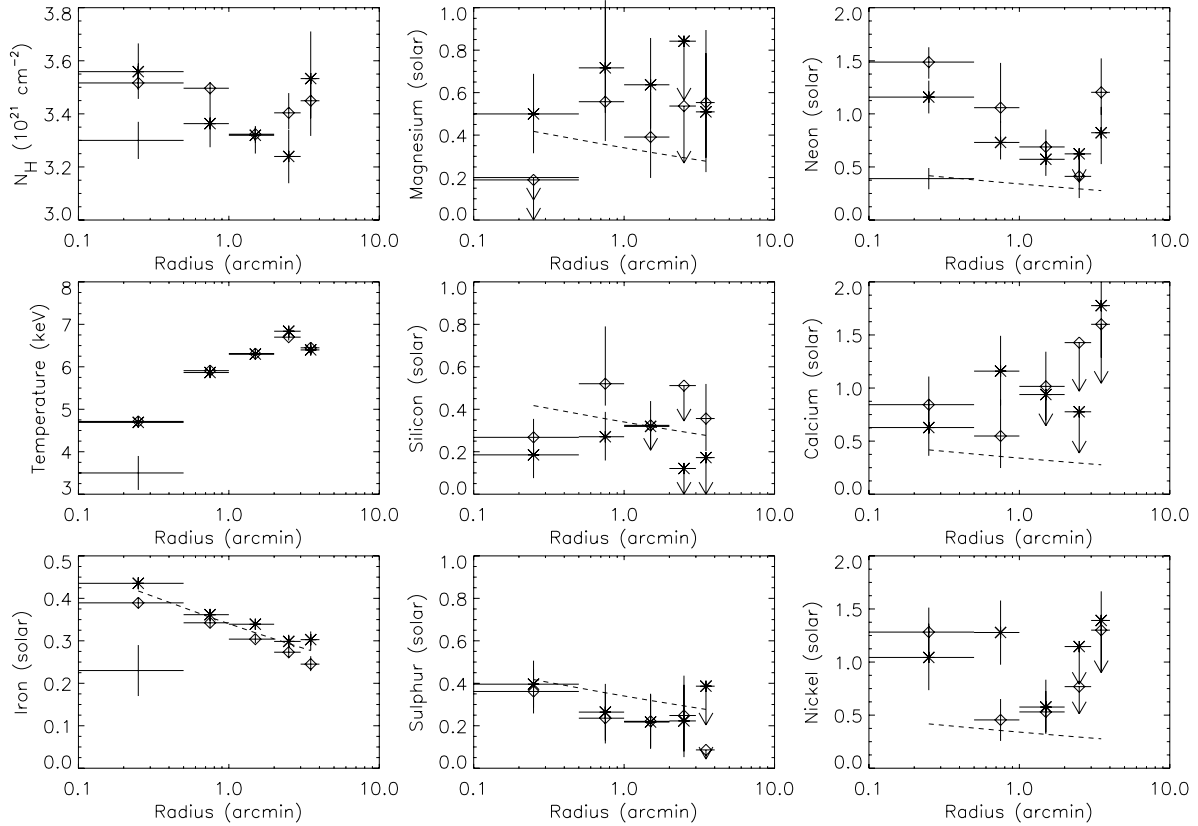 N_H (10^21 cm^−2)
3.8
3.6
3.4
3.2
3.0
0.1 1.0 10.0
Radius (arcmin)
Magnesium (solar)
1.0
0.8
0.6
0.4
0.2
0.0
0.1 1.0 10.0
Radius (arcmin)
Neon (solar)
2.0
1.5
1.0
0.5
0.0
0.1 1.0 10.0
Radius (arcmin)
Temperature (keV)
8
7
6
5
4
3
0.1 1.0 10.0
Radius (arcmin)
Silicon (solar)
1.0
0.8
0.6
0.4
0.2
0.0
0.1 1.0 10.0
Radius (arcmin)
Calcium (solar)
2.0
1.5
1.0
0.5
0.0
0.1 1.0 10.0
Radius (arcmin)
Iron (solar)
0.5
0.4
0.3
0.2
0.1
0.0
0.1 1.0 10.0
Radius (arcmin)
Sulphur (solar)
1.0
0.8
0.6
0.4
0.2
0.0
0.1 1.0 10.0
Radius (arcmin)
Nickel (solar)
2.0
1.5
1.0
0.5
0.0
0.1 1.0 10.0
Radius (arcmin)